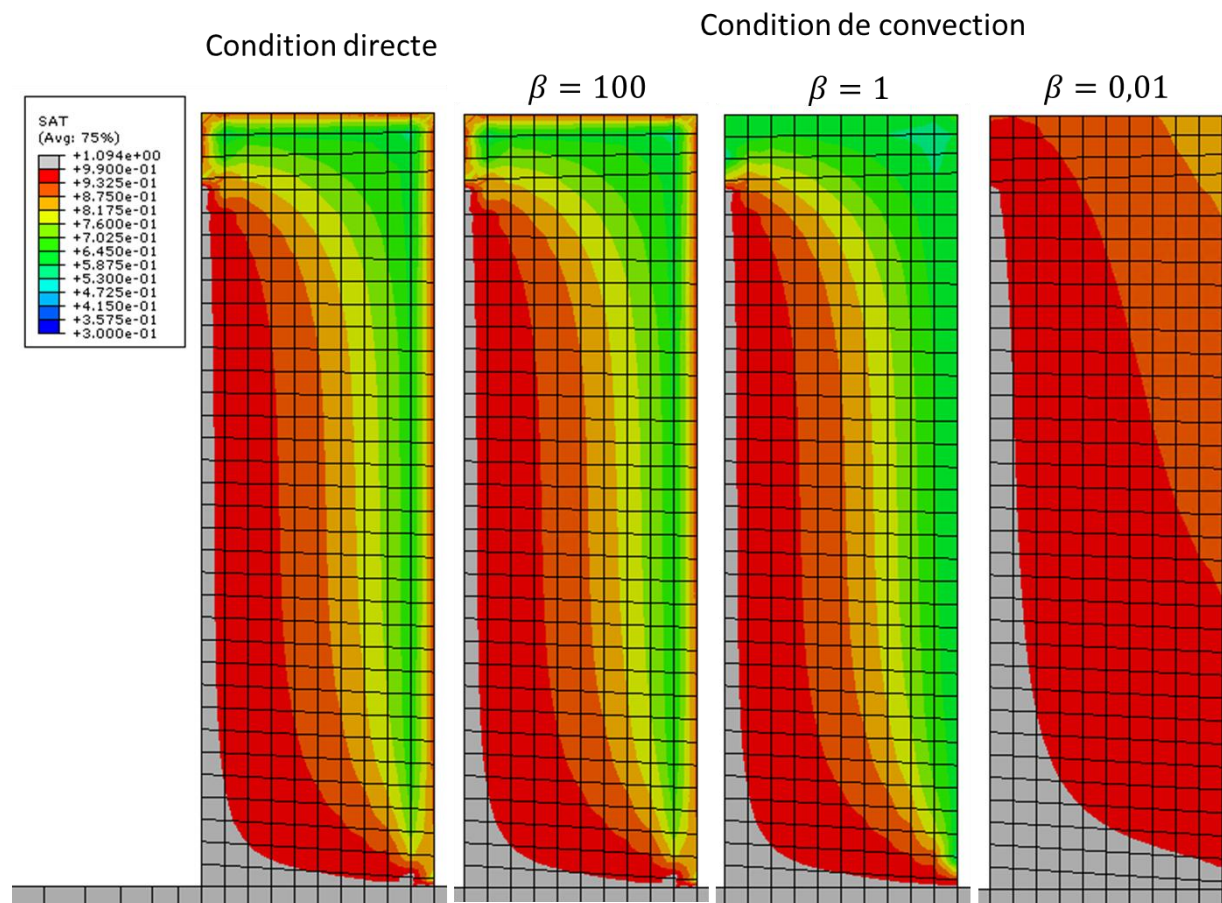 Condition directe
Condition de convection
β = 100
β = 1
β = 0,01
SAT
(Avg: 75%)
+1.094e+00
+9.900e-01
+9.325e-01
+8.750e-01
+8.175e-01
+7.600e-01
+7.025e-01
+6.450e-01
+5.875e-01
+5.300e-01
+4.725e-01
+4.150e-01
+3.575e-01
+3.000e-01